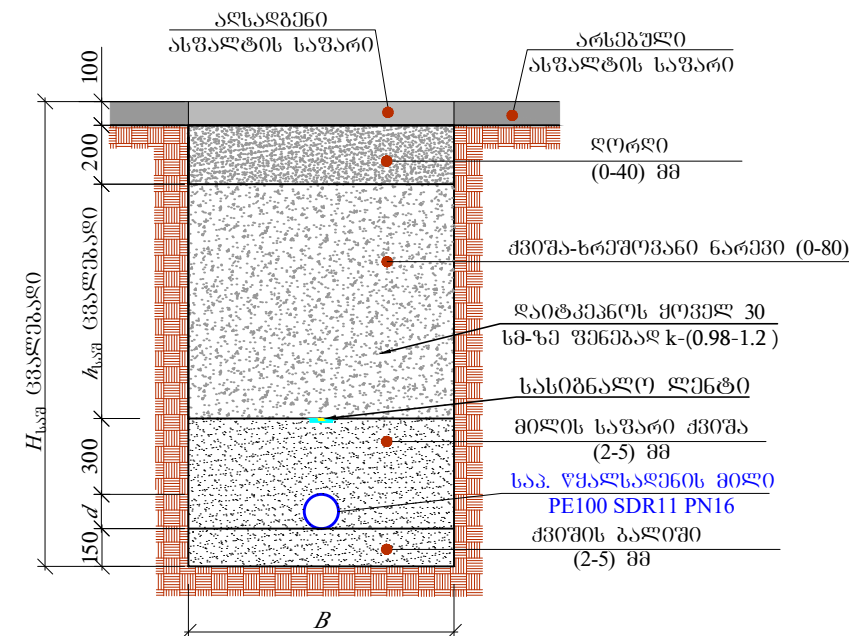 აღსადგენი
ასფალტის საფარი
არსებული
ასფალტის საფარი
ღორღი
(0-40) მმ
ქვიშა-ხრეშოვანი ნარევი (0-80)
დაიტკეპნოს ყოველ 30
სმ-ზე ფენებად k-(0.98-1.2 )
სასიგნალო ლენტი
მილის საფარი ქვიშა
(2-5) მმ
საპ. წყალსადენის მილი
PE100 SDR11 PN16
ქვიშის ბალიში
(2-5) მმ
100
200
hსაშ ცვალებადი
300
d
150
Hსაშ ცვალებადი
B